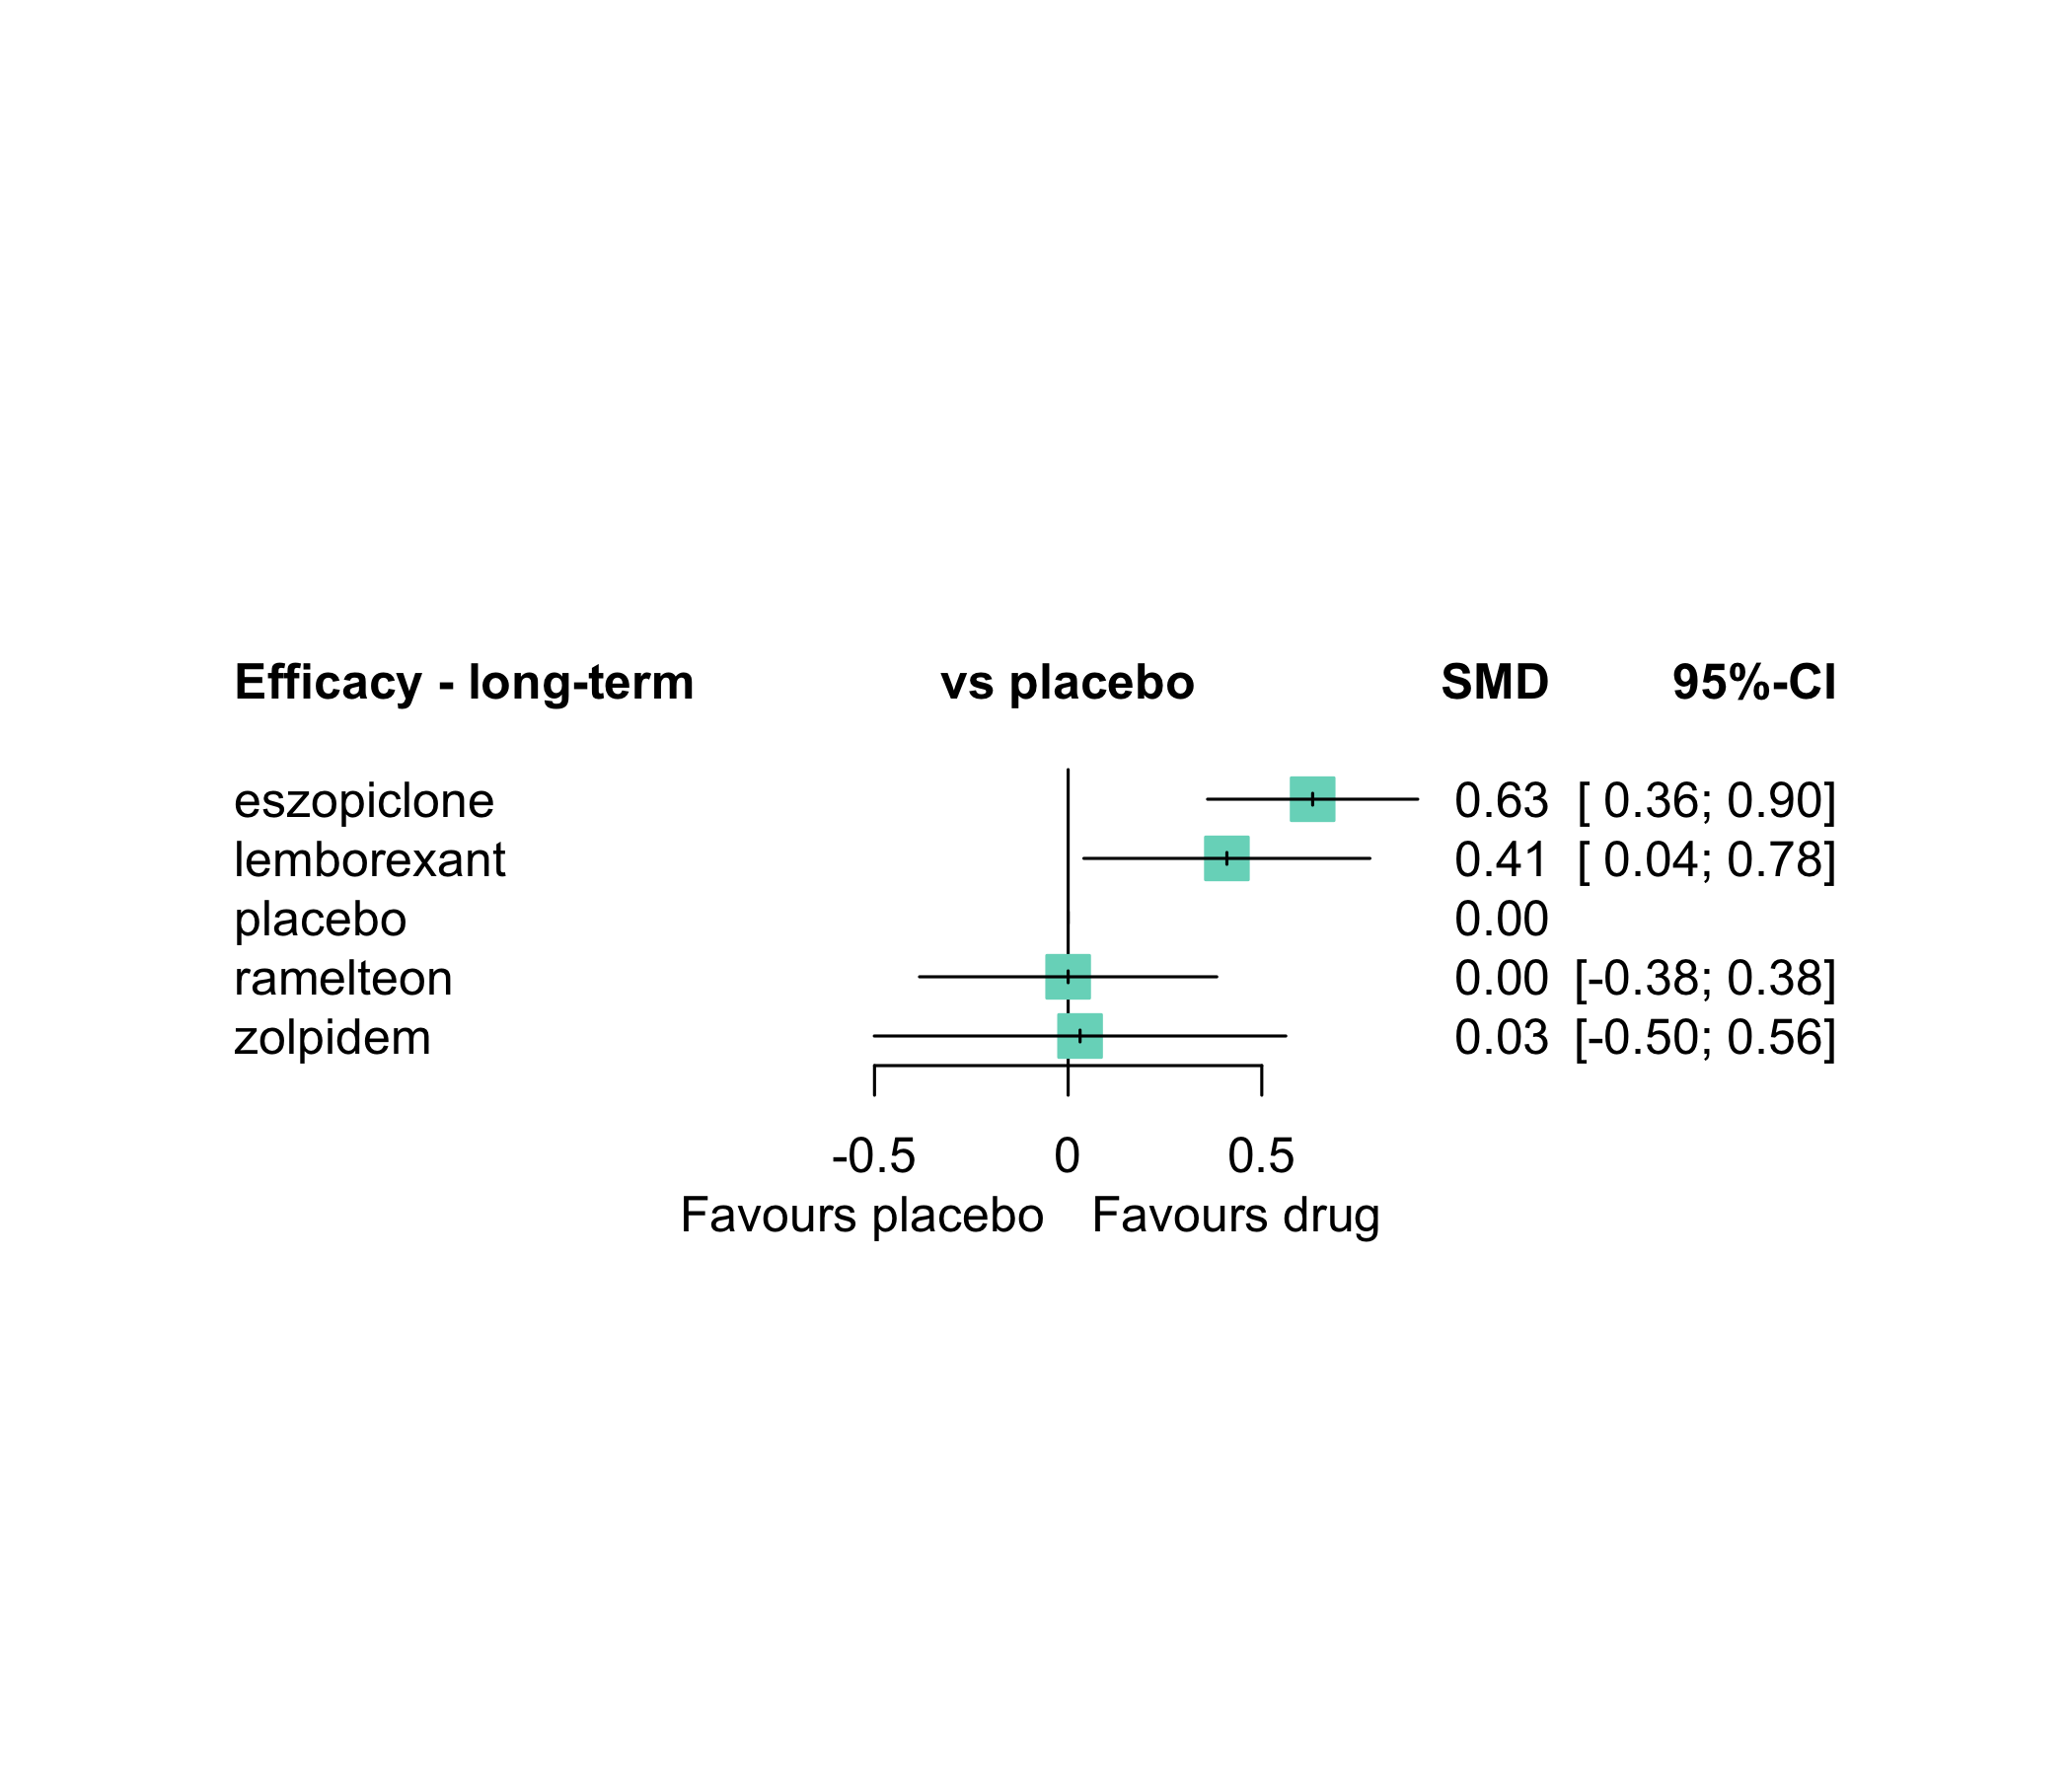 Efficacy - long-term vs placebo SMD 95%-CI
eszopiclone 0.63 [ 0.36; 0.90]
lemborexant 0.41 [ 0.04; 0.78]
placebo 0.00
ramelteon 0.00 [-0.38; 0.38]
zolpidem 0.03 [-0.50; 0.56]
-0.5 0 0.5
Favours placebo Favours drug